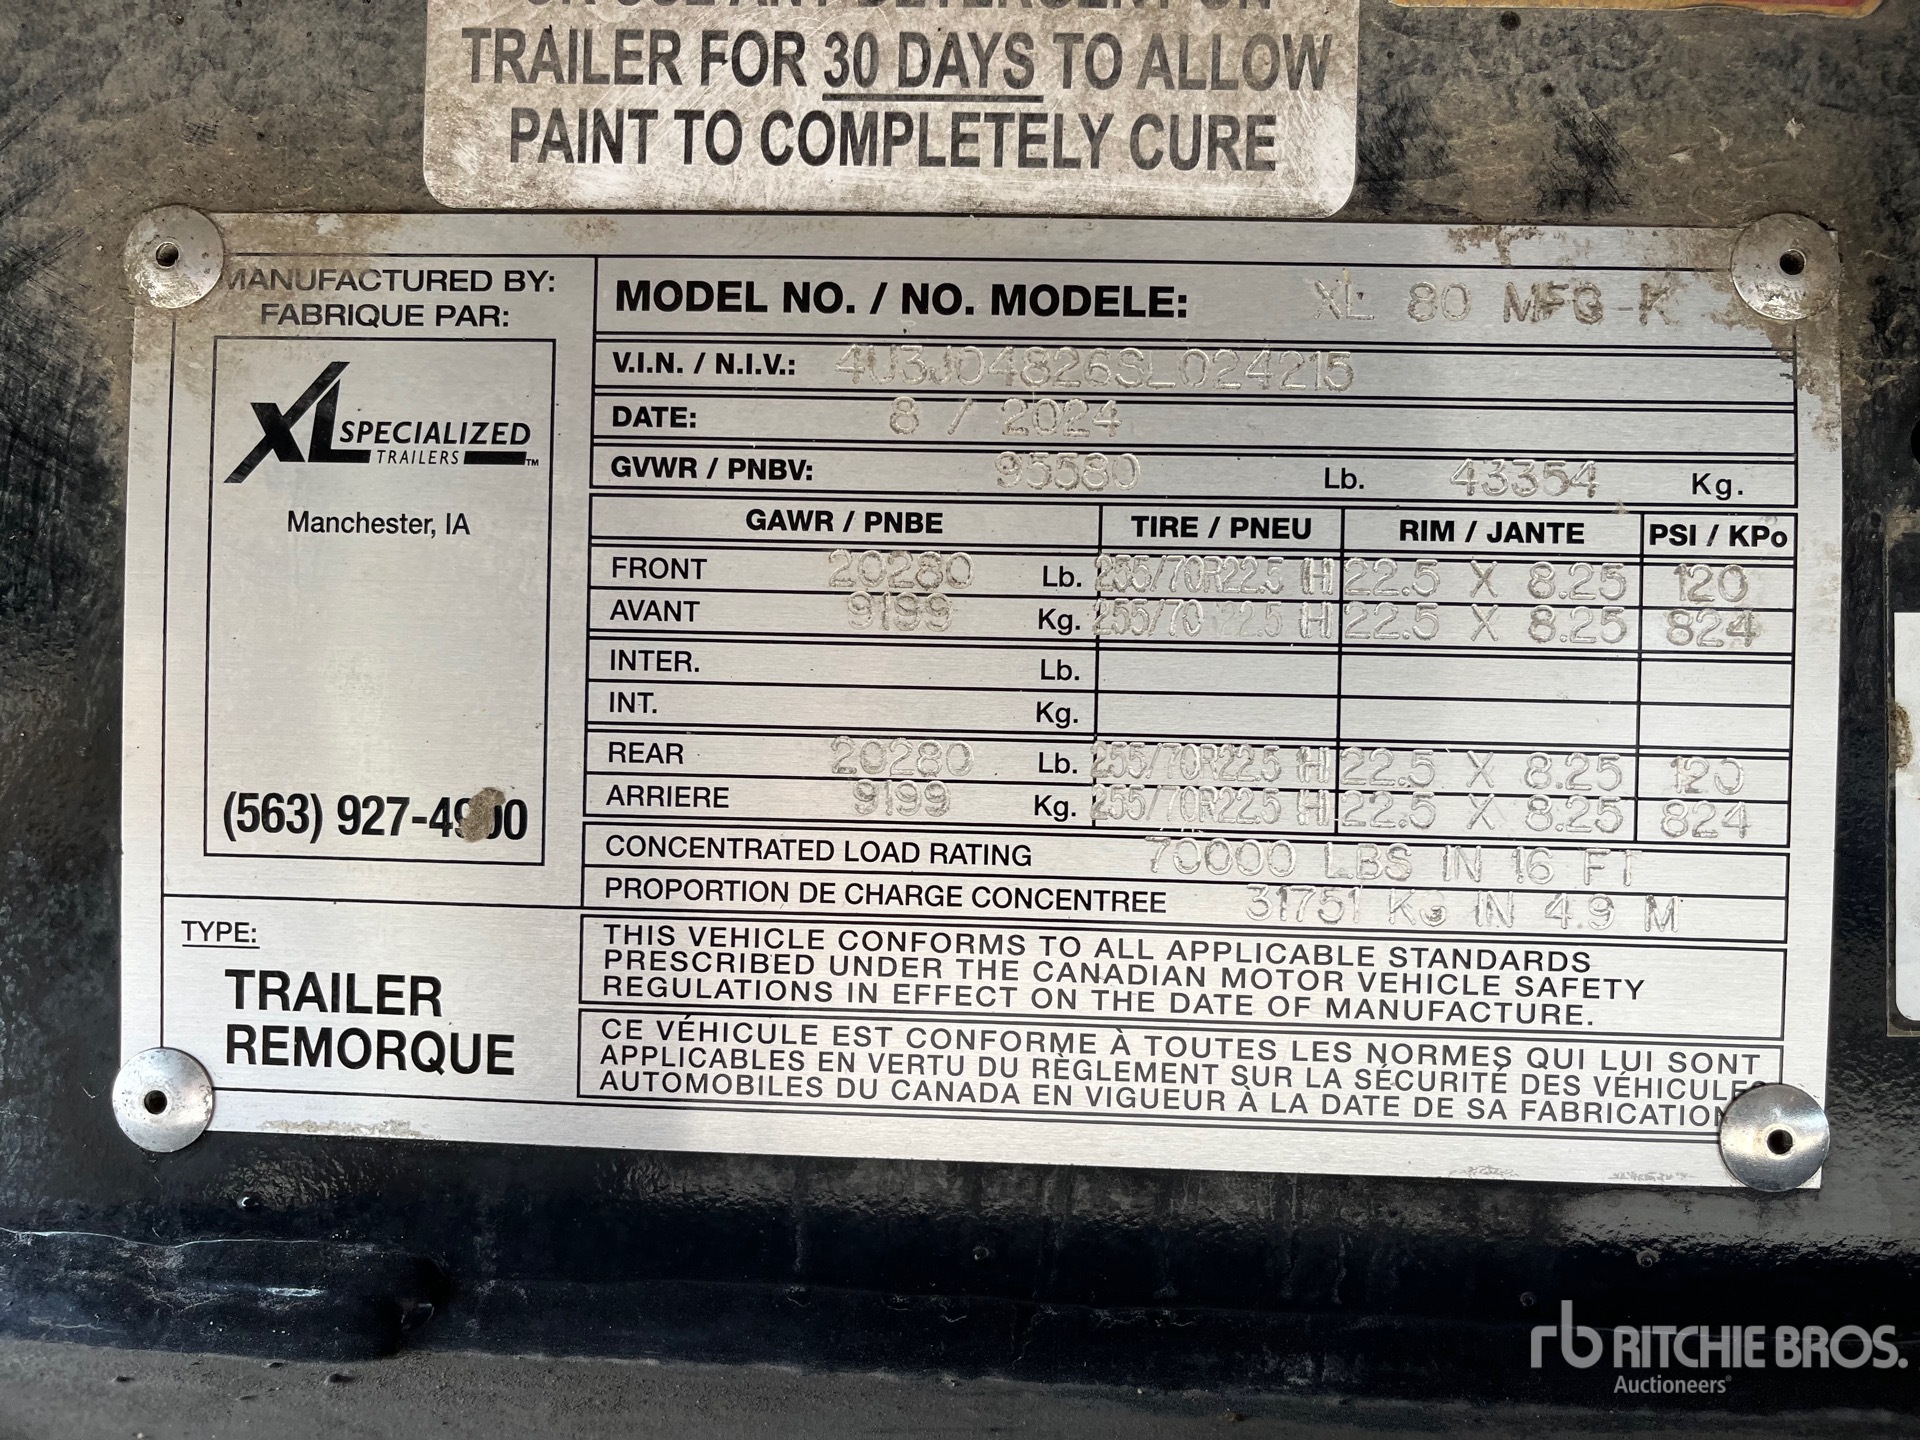 TRAILER FOR 30 DAYS TO ALLOW
PAINT TO COMPLETELY CURE
MANUFACTURED BY:
FABRIQUE PAR:
XL SPECIALIZED
TRAILERS™
Manchester, IA
(563) 927-4900
TYPE:
TRAILER
REMORQUE
MODEL NO. / NO. MODELE: XL 80 MFG-K
V.I.N. / N.I.V.: 4U3J04826SL024215
DATE: 8 / 2024
GVWR / PNBV: 95580 Lb. 43354 Kg.
GAWR / PNBE TIRE / PNEU RIM / JANTE PSI / KPo
FRONT 20280 Lb. 255/70R22.5 (H) 22.5 X 8.25 120
AVANT 9199 Kg. 255/70 22.5 H 22.5 X 8.25 824
INTER. Lb.
INT. Kg.
REAR 20280 Lb. 255/70R22.5 (H) 22.5 X 8.25 120
ARRIERE 9199 Kg. 255/70R22.5 (H) 22.5 X 8.25 824
CONCENTRATED LOAD RATING 70000 LBS IN 16 FT
PROPORTION DE CHARGE CONCENTREE 31751 KG IN 4.9 M
THIS VEHICLE CONFORMS TO ALL APPLICABLE STANDARDS
PRESCRIBED UNDER THE CANADIAN MOTOR VEHICLE SAFETY
REGULATIONS IN EFFECT ON THE DATE OF MANUFACTURE.
CE VÉHICULE EST CONFORME À TOUTES LES NORMES QUI LUI SONT
APPLICABLES EN VERTU DU RÈGLEMENT SUR LA SÉCURITÉ DES VÉHICULES
AUTOMOBILES DU CANADA EN VIGUEUR À LA DATE DE SA FABRICATION
rb RITCHIE BROS.
Auctioneers®